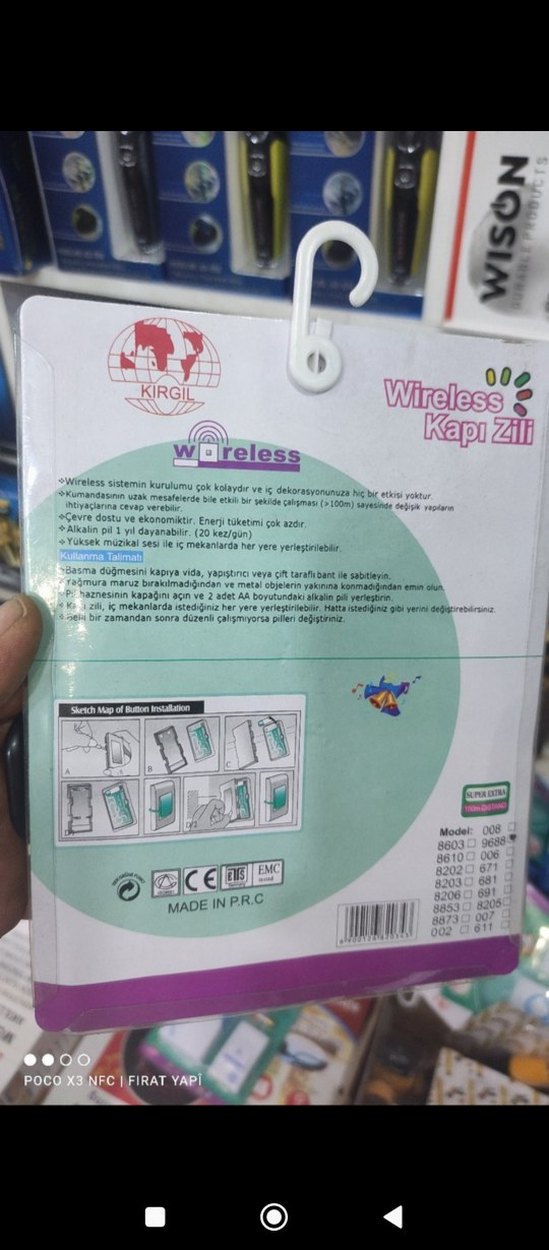 WISON
DURABLE PRODUCTS
KIRGIL
Wireless
Kapı Zili
wireless
❖Wireless sistemin kurulumu çok kolaydır ve iç dekorasyonunuza hiç bir etkisi yoktur.
❖Kumandasının uzak mesafelerde bile etkili bir şekilde çalışması (>100m) sayesinde değişik yapıların
ihtiyaçlarına cevap verebilir.
❖Çevre dostu ve ekonomiktir. Enerji tüketimi çok azdır.
❖Alkalin pil 1 yıl dayanabilir. (20 kez/gün)
❖Yüksek müzikal sesi ile iç mekanlarda her yere yerleştirilebilir.
Kullanma Talimatı
❖Basma düğmesini kapıya vida, yapıştırıcı veya çift taraflı bant ile sabitleyin.
❖Yağmura maruz bırakılmadığından ve metal objelerin yakınına konmadığından emin olun.
❖Pil haznesinin kapağını açın ve 2 adet AA boyutundaki alkalin pili yerleştirin.
❖Kapı zili, iç mekanlarda istediğiniz her yere yerleştirilebilir. Hatta istediğiniz gibi yerini değiştirebilirsiniz.
❖Belli bir zamandan sonra düzenli çalışmıyorsa pilleri değiştiriniz.
Sketch Map of Button Installation
A
B
C
D/2
SUPER EXTRA
Model: 008
8603 9688
8610 006
8202 671
8203 681
8206 691
8853 8205
8873 007
002 611
CE
EMC
MADE IN P.R.C
POCO X3 NFC | FIRAT YAPİ